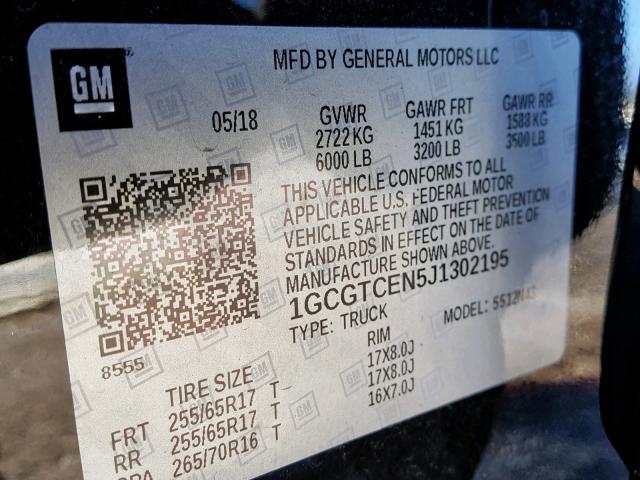 GM
MFD BY GENERAL MOTORS LLC
05/18
GVWR GAWR FRT GAWR RR
2722 KG 1451 KG 1588 KG
6000 LB 3200 LB 3500 LB
THIS VEHICLE CONFORMS TO ALL
APPLICABLE U.S. FEDERAL MOTOR
VEHICLE SAFETY AND THEFT PREVENTION
STANDARDS IN EFFECT ON THE DATE OF
MANUFACTURE SHOWN ABOVE.
1GCGTCEN5J1302195
TYPE: TRUCK MODEL: 5512N43
8555
TIRE SIZE RIM
FRT 255/65R17 T 17X8.0J
RR 255/65R17 T 17X8.0J
SPA 265/70R16 T 16X7.0J